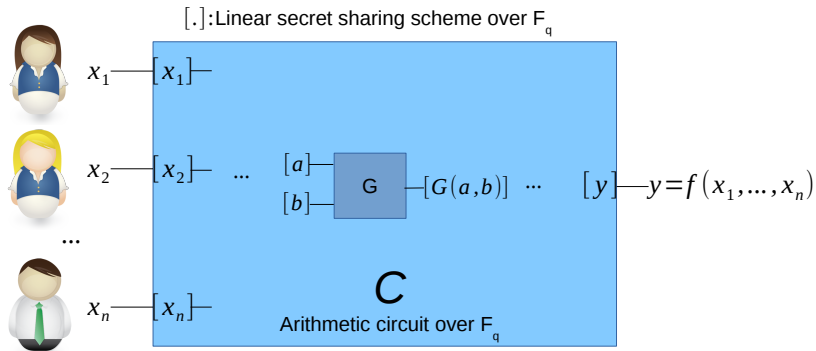 [.]:Linear secret sharing scheme over F_q
x_1 [x_1]
x_2 [x_2] ... [a] G [G(a,b)] ... [y] y=f(x_1,...,x_n)
[b]
...
x_n [x_n] C
Arithmetic circuit over F_q